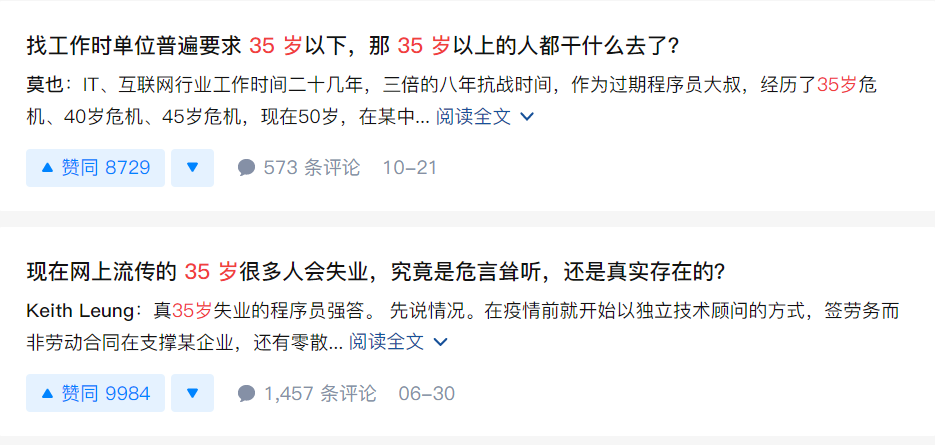 找工作时单位普遍要求 35 岁以下，那 35 岁以上的人都干什么去了？
莫也：IT、互联网行业工作时间二十几年，三倍的八年抗战时间，作为过期程序员大叔，经历了35岁危
机、40岁危机、45岁危机，现在50岁，在某中... 阅读全文
赞同 8729 573 条评论 10-21
现在网上流传的 35 岁很多人会失业，究竟是危言耸听，还是真实存在的？
Keith Leung：真35岁失业的程序员强答。 先说情况。在疫情前就开始以独立技术顾问的方式，签劳务而
非劳动合同在支撑某企业，还有零散... 阅读全文
赞同 9984 1,457 条评论 06-30